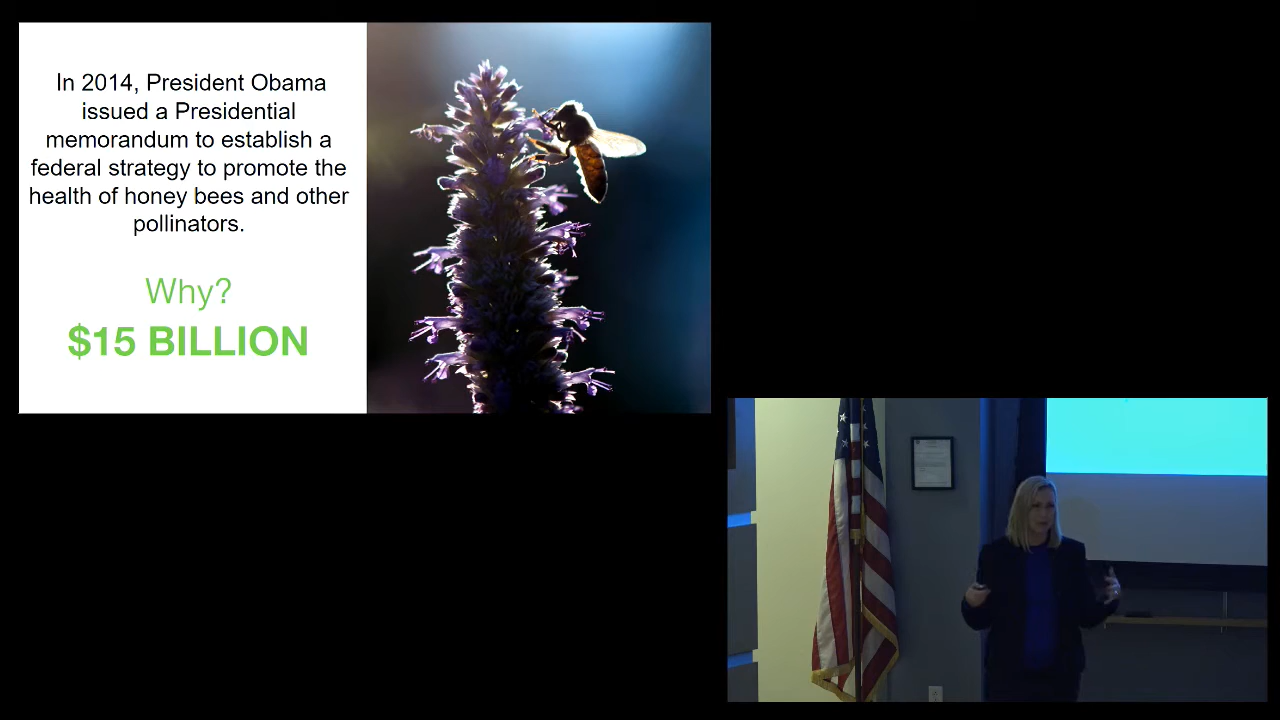 In 2014, President Obama
issued a Presidential
memorandum to establish a
federal strategy to promote the
health of honey bees and other
pollinators.
Why?
$15 BILLION